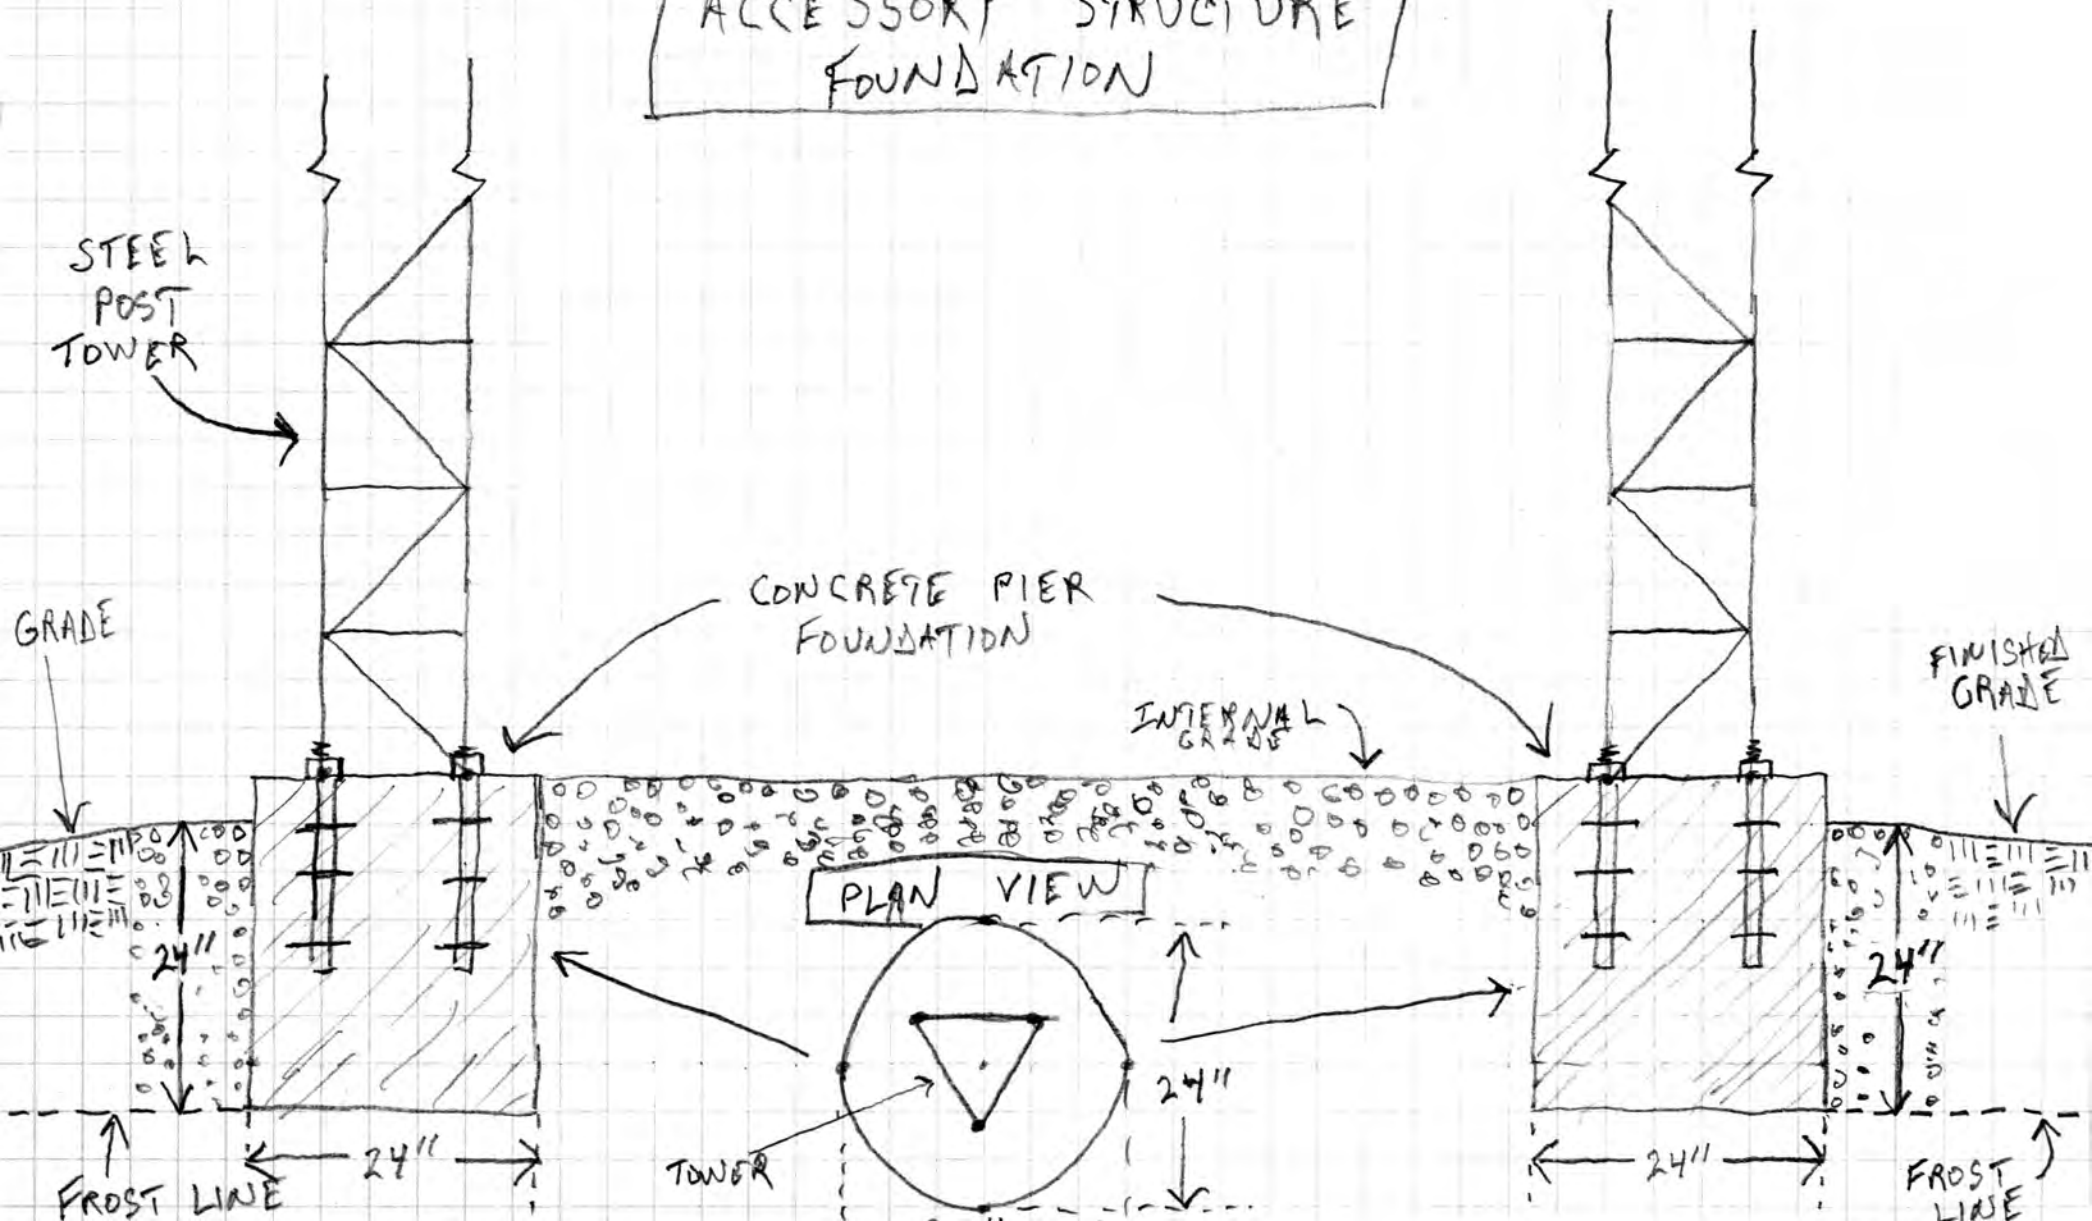 ACCESSORY STRUCTURE
FOUNDATION
STEEL
POST
TOWER
GRADE
CONCRETE PIER
FOUNDATION
INTERNAL
GRADE
FINISHED
GRADE
PLAN VIEW
24"
24"
24"
24"
24"
TOWER
FROST LINE
FROST
LINE